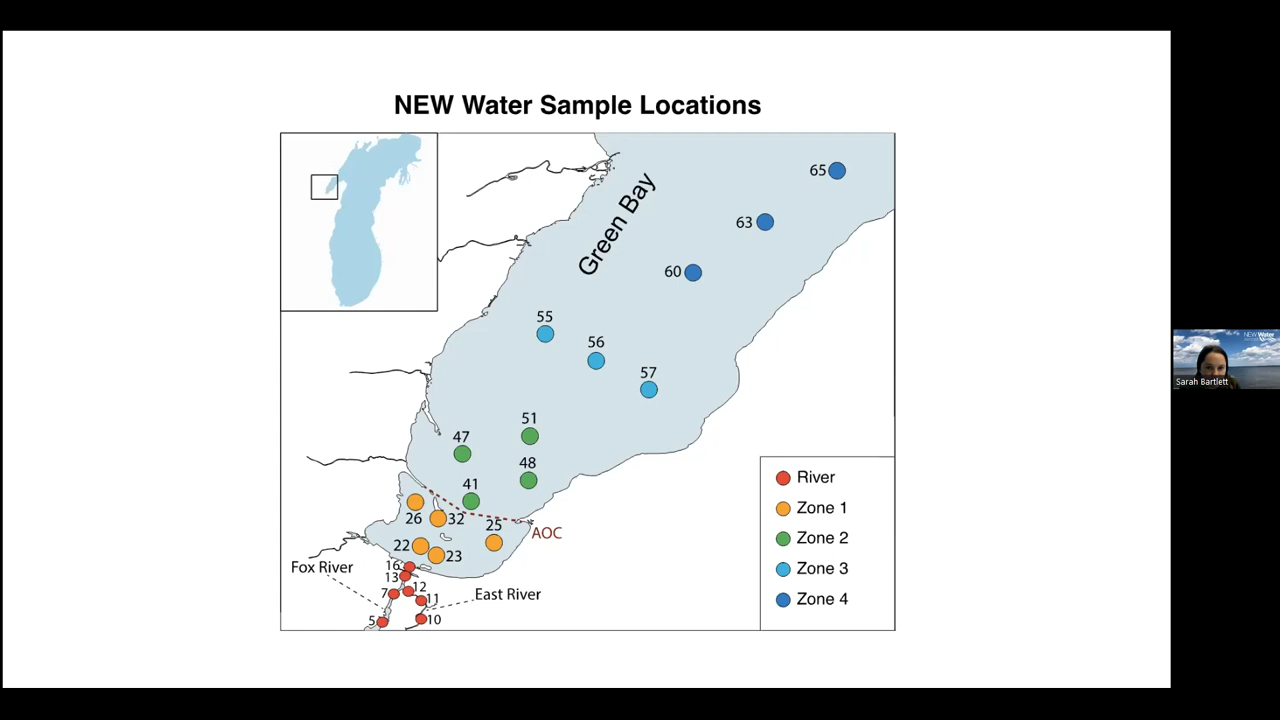 NEW Water Sample Locations
Green Bay
65
63
60
55
56
57
51
47
48
41
26
32
25
AOC
22
23
16
Fox River
13
12
7
11
East River
5
10
River
Zone 1
Zone 2
Zone 3
Zone 4
NEW Water
Sarah Bartlett